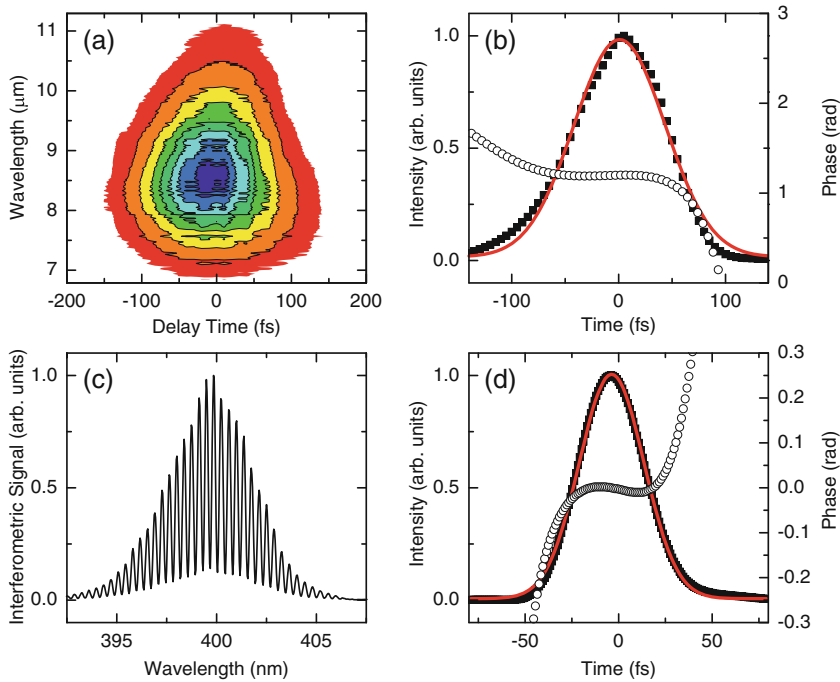 (a)
Wavelength (μm)
11
10
9
8
7
-200 -100 0 100 200
Delay Time (fs)
(b)
Intensity (arb. units)
1.0
0.5
0.0
-100 0 100
Time (fs)
3
2
1
0
Phase (rad)
(c)
Interferometric Signal (arb. units)
1.0
0.5
0.0
395 400 405
Wavelength (nm)
(d)
Intensity (arb. units)
1.0
0.5
0.0
-50 0 50
Time (fs)
0.3
0.2
0.1
0.0
-0.1
-0.2
-0.3
Phase (rad)